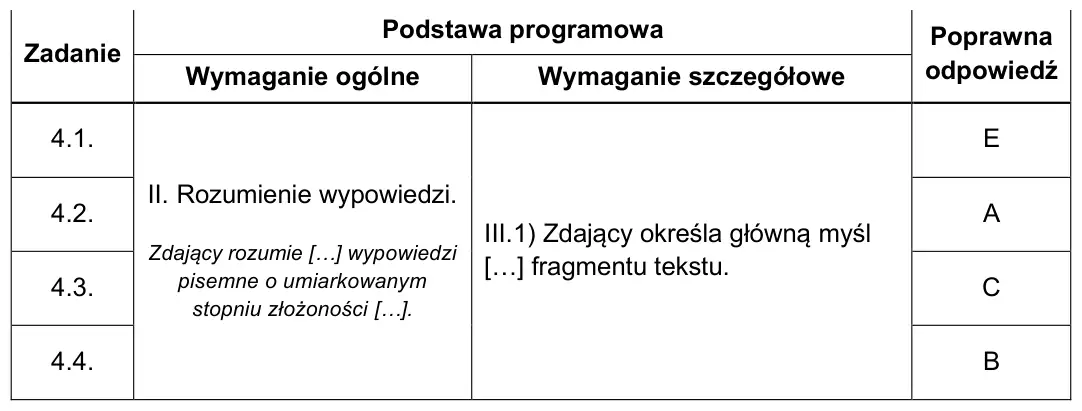 Zadanie
Podstawa programowa
Poprawna
odpowiedź
Wymaganie ogólne
Wymaganie szczegółowe
4.1.
II. Rozumienie wypowiedzi.
Zdający rozumie […] wypowiedzi
pisemne o umiarkowanym
stopniu złożoności […].
III.1) Zdający określa główną myśl
[…] fragmentu tekstu.
E
4.2.
A
4.3.
C
4.4.
B